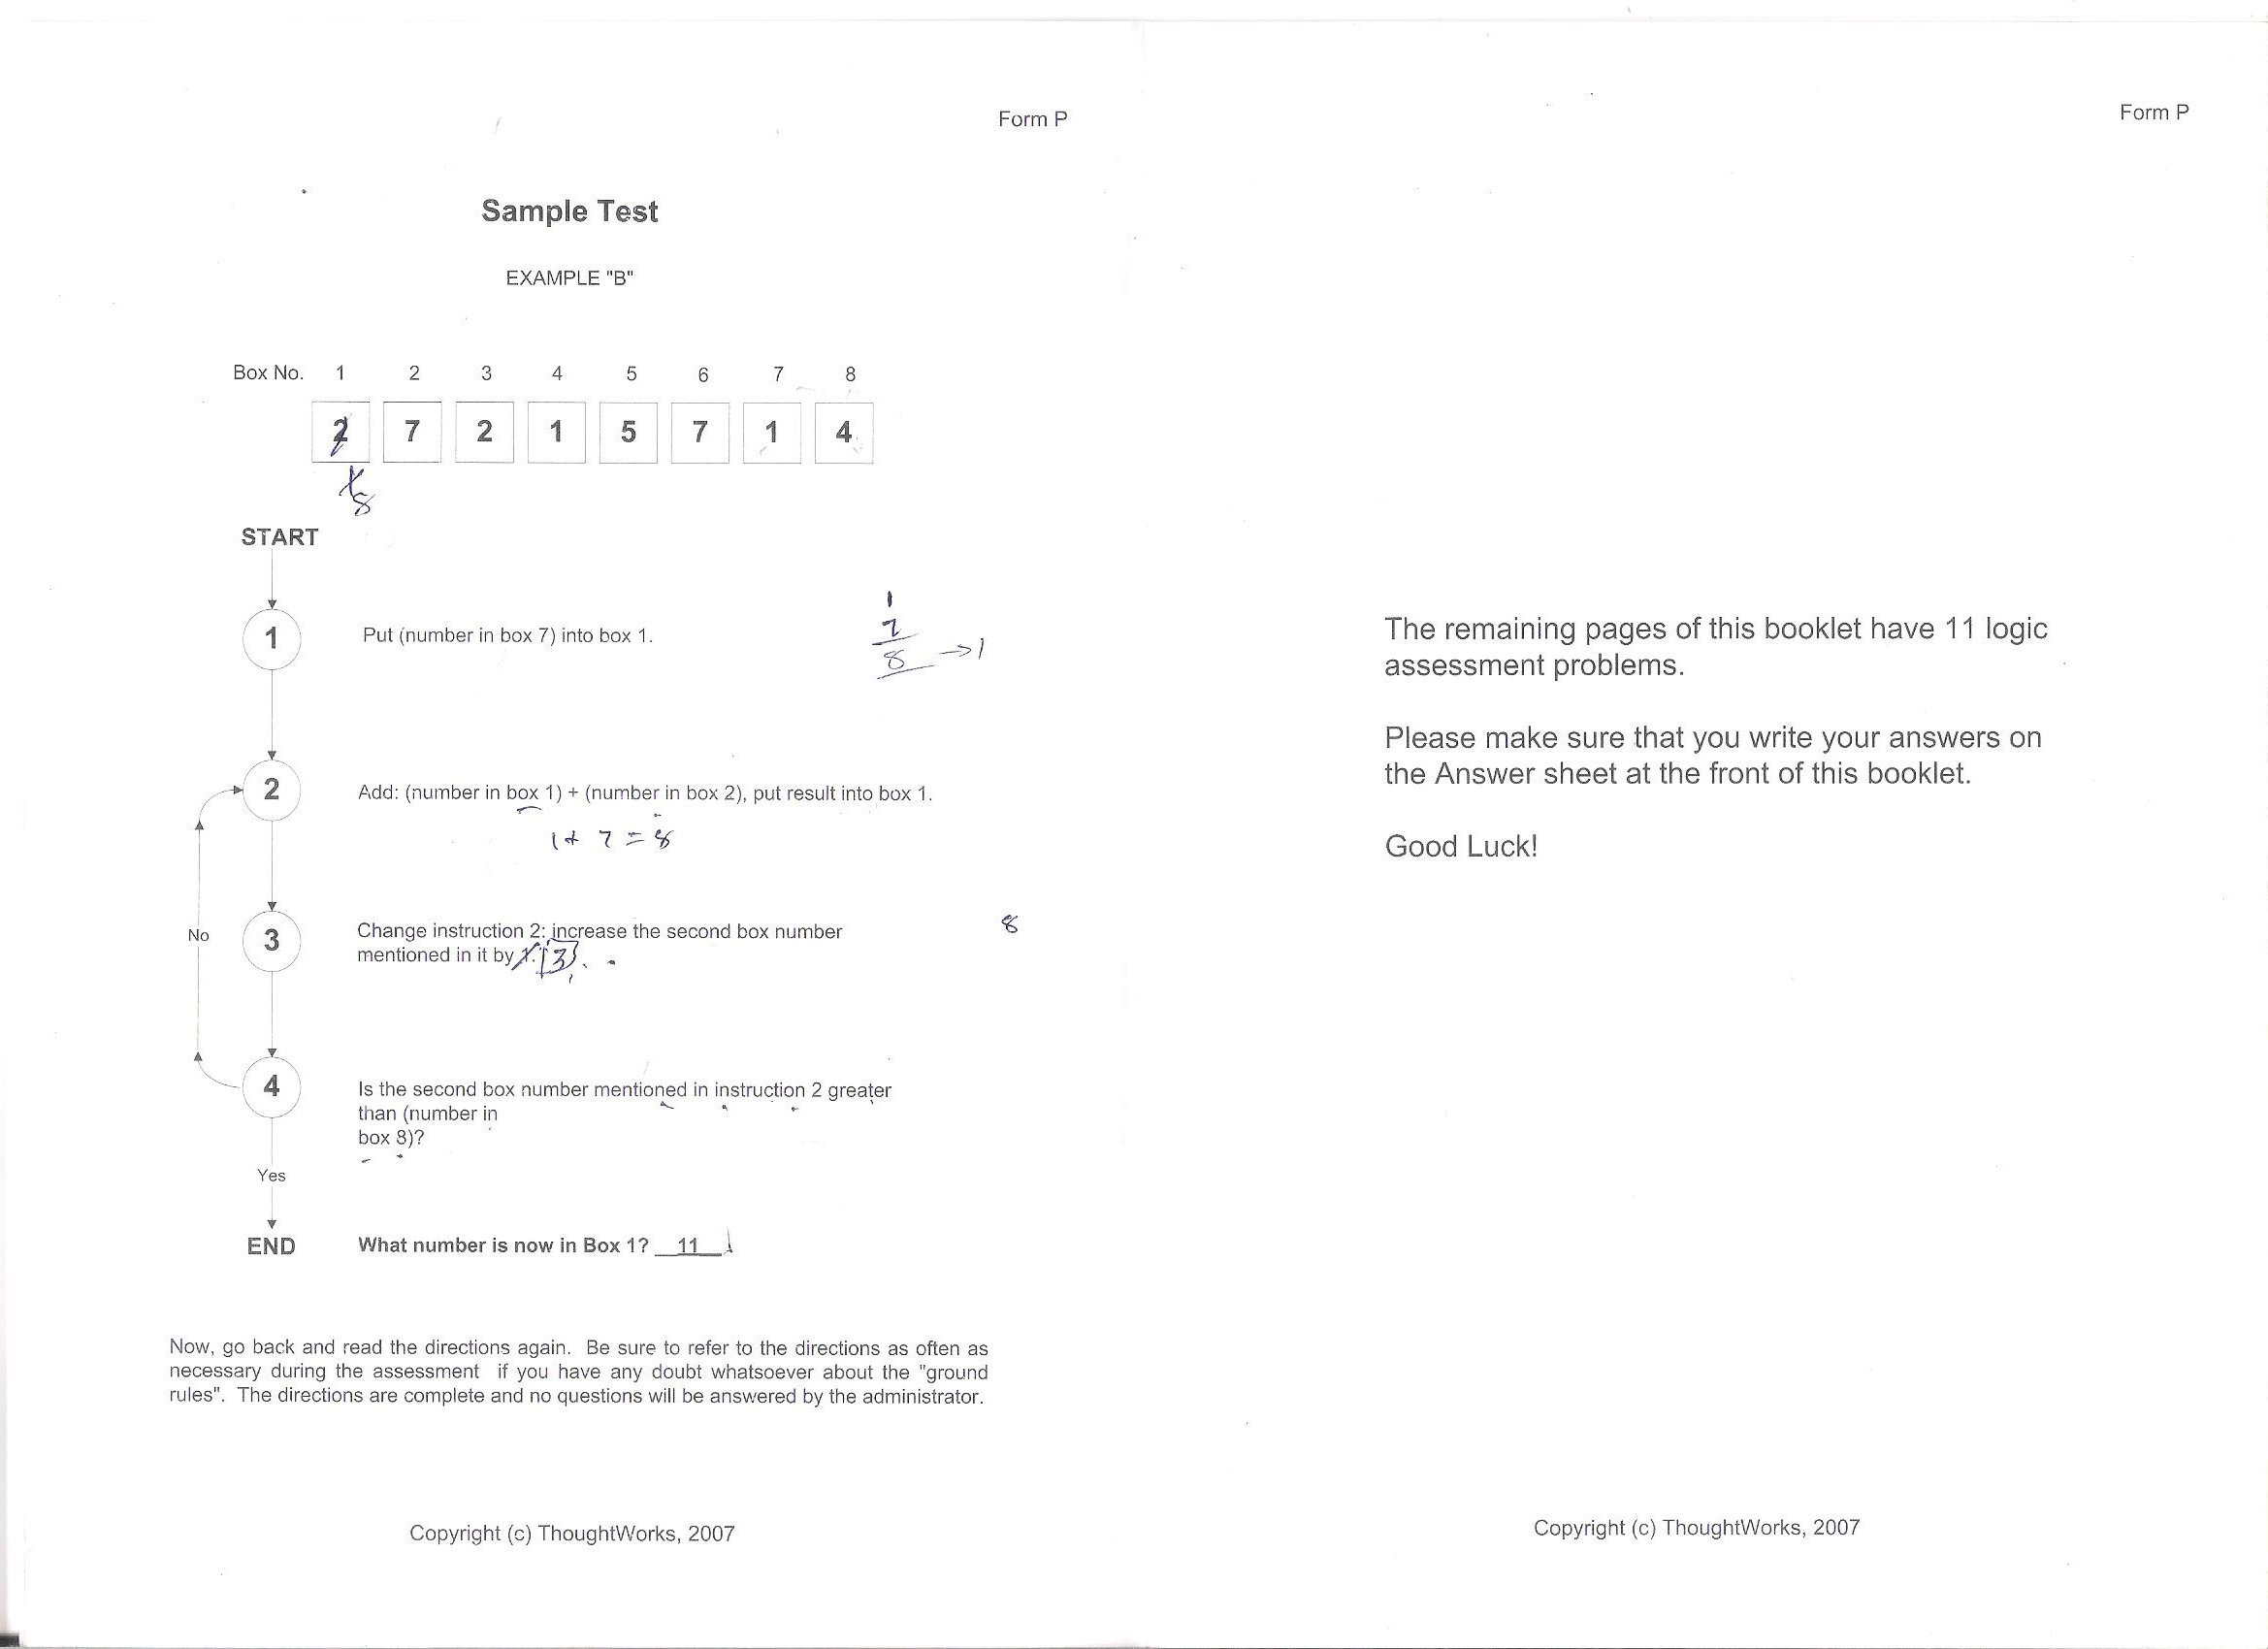 Form P
Sample Test
EXAMPLE "B"
Box No. 1 2 3 4 5 6 7 8
2 7 2 1 5 7 1 4
8
START
1 Put (number in box 7) into box 1.
1
7
8 → 1
2 Add: (number in box 1) + (number in box 2), put result into box 1.
1 + 7 = 8
3 Change instruction 2: increase the second box number
mentioned in it by 1. [3]
8
No
4 Is the second box number mentioned in instruction 2 greater
than (number in
box 8)?
Yes
END What number is now in Box 1? 11
Now, go back and read the directions again. Be sure to refer to the directions as often as
necessary during the assessment if you have any doubt whatsoever about the "ground
rules". The directions are complete and no questions will be answered by the administrator.
Copyright (c) ThoughtWorks, 2007
Form P
The remaining pages of this booklet have 11 logic
assessment problems.
Please make sure that you write your answers on
the Answer sheet at the front of this booklet.
Good Luck!
Copyright (c) ThoughtWorks, 2007